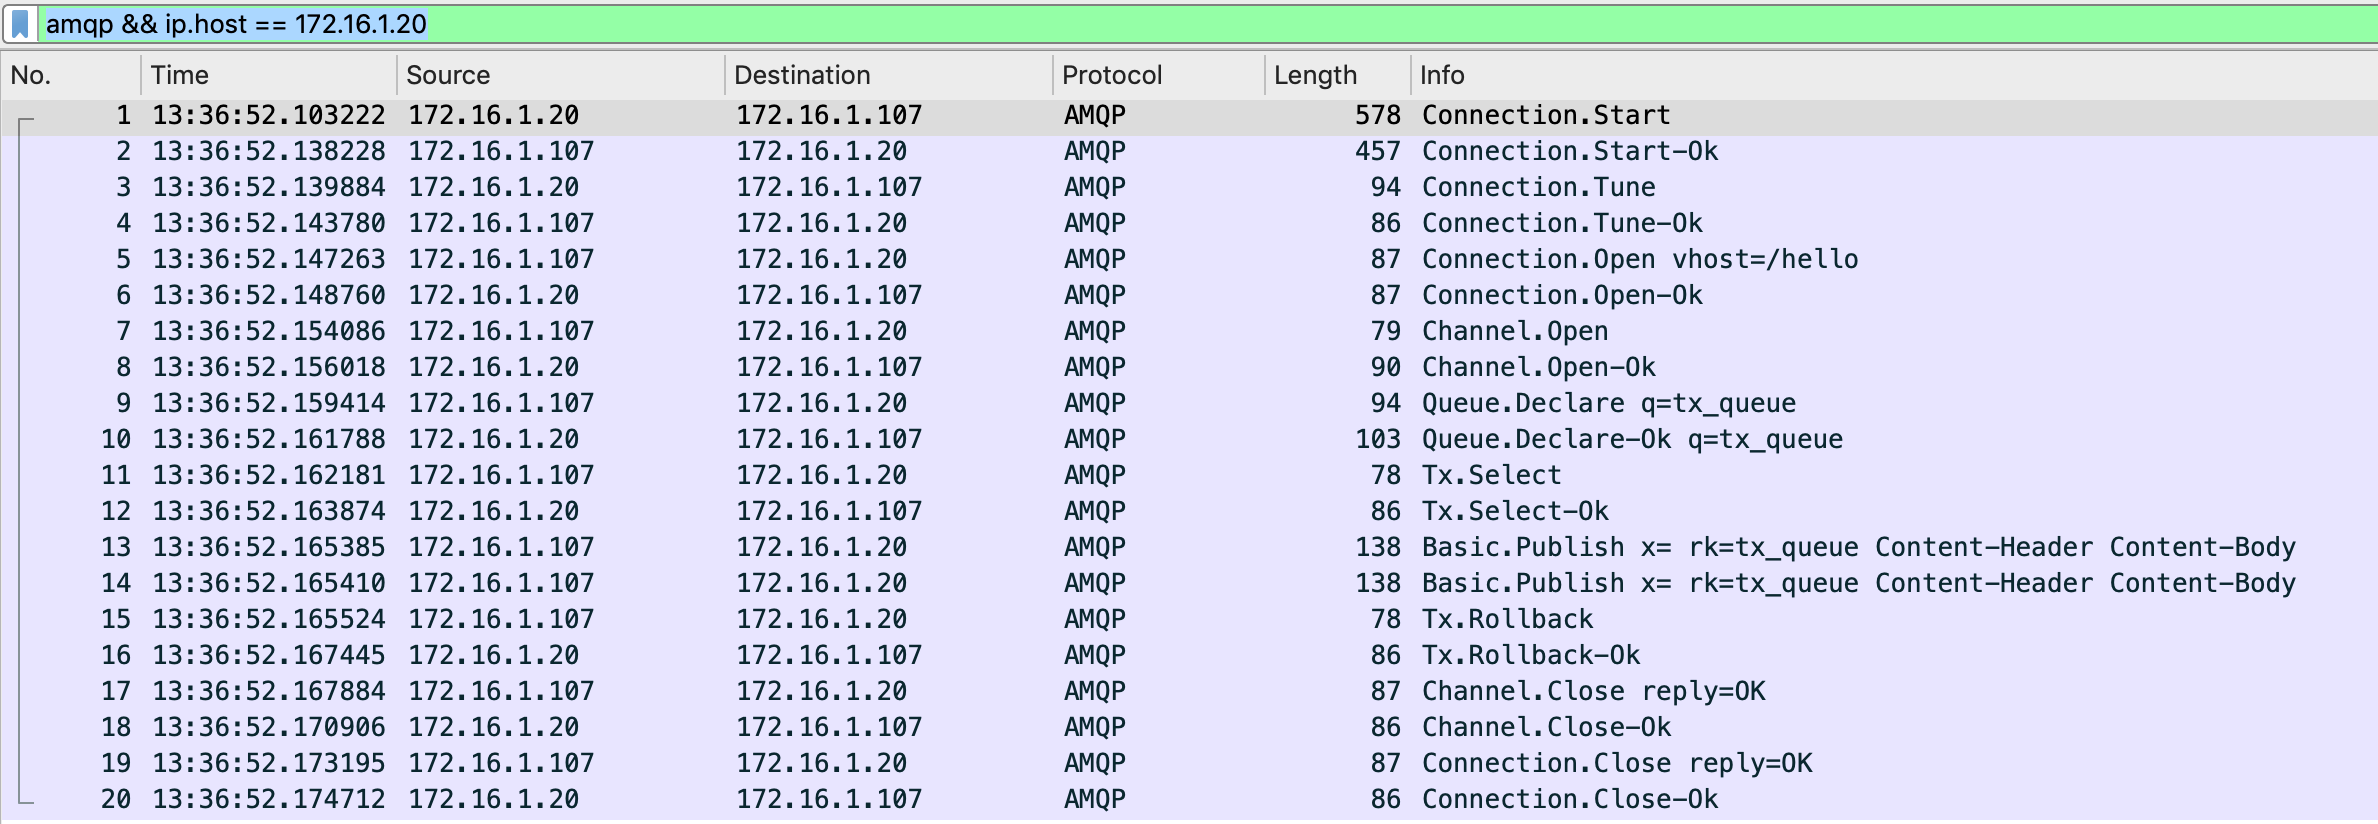 amqp && ip.host == 172.16.1.20
No. Time Source Destination Protocol Length Info
1 13:36:52.103222 172.16.1.20 172.16.1.107 AMQP 578 Connection.Start
2 13:36:52.138228 172.16.1.107 172.16.1.20 AMQP 457 Connection.Start-Ok
3 13:36:52.139884 172.16.1.20 172.16.1.107 AMQP 94 Connection.Tune
4 13:36:52.143780 172.16.1.107 172.16.1.20 AMQP 86 Connection.Tune-Ok
5 13:36:52.147263 172.16.1.107 172.16.1.20 AMQP 87 Connection.Open vhost=/hello
6 13:36:52.148760 172.16.1.20 172.16.1.107 AMQP 87 Connection.Open-Ok
7 13:36:52.154086 172.16.1.107 172.16.1.20 AMQP 79 Channel.Open
8 13:36:52.156018 172.16.1.20 172.16.1.107 AMQP 90 Channel.Open-Ok
9 13:36:52.159414 172.16.1.107 172.16.1.20 AMQP 94 Queue.Declare q=tx_queue
10 13:36:52.161788 172.16.1.20 172.16.1.107 AMQP 103 Queue.Declare-Ok q=tx_queue
11 13:36:52.162181 172.16.1.107 172.16.1.20 AMQP 78 Tx.Select
12 13:36:52.163874 172.16.1.20 172.16.1.107 AMQP 86 Tx.Select-Ok
13 13:36:52.165385 172.16.1.107 172.16.1.20 AMQP 138 Basic.Publish x= rk=tx_queue Content-Header Content-Body
14 13:36:52.165410 172.16.1.107 172.16.1.20 AMQP 138 Basic.Publish x= rk=tx_queue Content-Header Content-Body
15 13:36:52.165524 172.16.1.107 172.16.1.20 AMQP 78 Tx.Rollback
16 13:36:52.167445 172.16.1.20 172.16.1.107 AMQP 86 Tx.Rollback-Ok
17 13:36:52.167884 172.16.1.107 172.16.1.20 AMQP 87 Channel.Close reply=OK
18 13:36:52.170906 172.16.1.20 172.16.1.107 AMQP 86 Channel.Close-Ok
19 13:36:52.173195 172.16.1.107 172.16.1.20 AMQP 87 Connection.Close reply=OK
20 13:36:52.174712 172.16.1.20 172.16.1.107 AMQP 86 Connection.Close-Ok